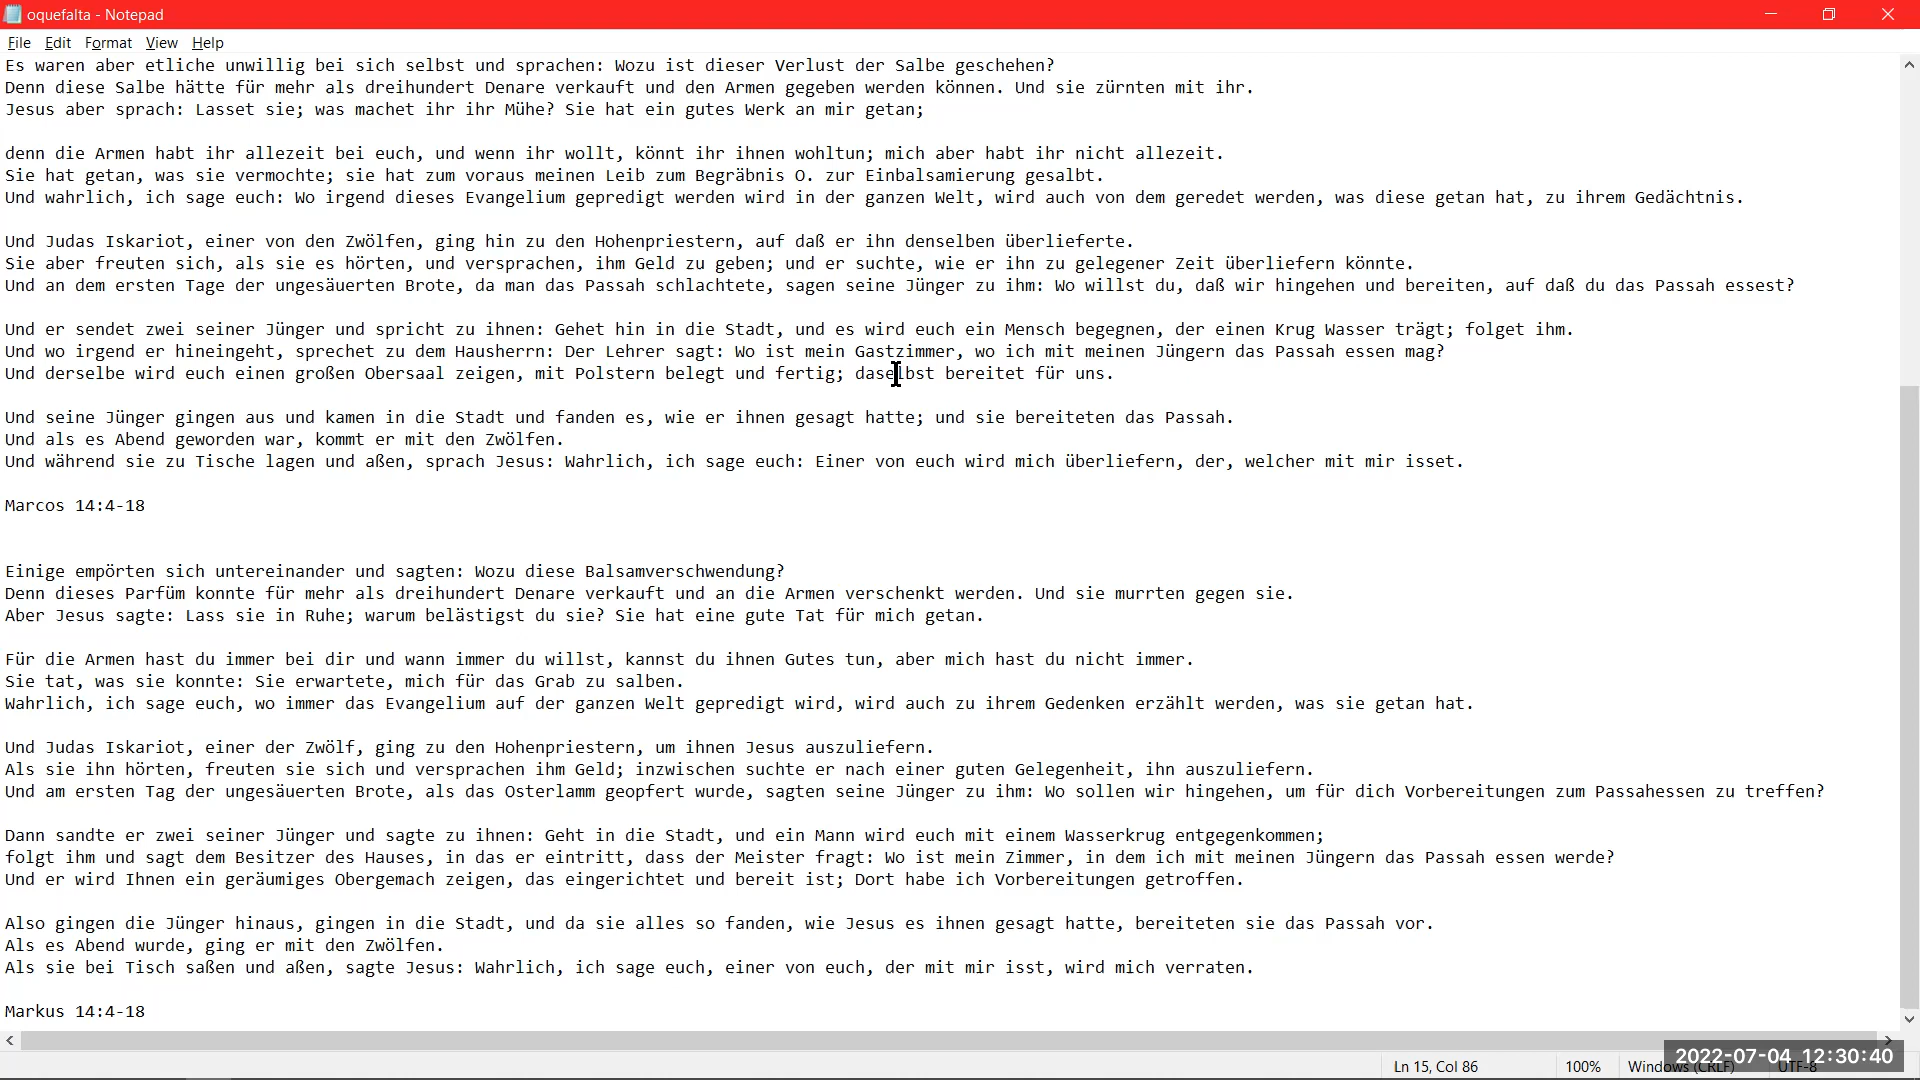 oquefalta - Notepad
File Edit Format View Help
Es waren aber etliche unwillig bei sich selbst und sprachen: Wozu ist dieser Verlust der Salbe geschehen?
Denn diese Salbe hätte für mehr als dreihundert Denare verkauft und den Armen gegeben werden können. Und sie zürnten mit ihr.
Jesus aber sprach: Lasset sie; was machet ihr ihr Mühe? Sie hat ein gutes Werk an mir getan;
denn die Armen habt ihr allezeit bei euch, und wenn ihr wollt, könnt ihr ihnen wohltun; mich aber habt ihr nicht allezeit.
Sie hat getan, was sie vermochte; sie hat zum voraus meinen Leib zum Begräbnis O. zur Einbalsamierung gesalbt.
Und wahrlich, ich sage euch: Wo irgend dieses Evangelium gepredigt werden wird in der ganzen Welt, wird auch von dem geredet werden, was diese getan hat, zu ihrem Gedächtnis.
Und Judas Iskariot, einer von den Zwölfen, ging hin zu den Hohenpriestern, auf daß er ihn denselben überlieferte.
Sie aber freuten sich, als sie es hörten, und versprachen, ihm Geld zu geben; und er suchte, wie er ihn zu gelegener Zeit überliefern könnte.
Und an dem ersten Tage der ungesäuerten Brote, da man das Passah schlachtete, sagen seine Jünger zu ihm: Wo willst du, daß wir hingehen und bereiten, auf daß du das Passah essest?
Und er sendet zwei seiner Jünger und spricht zu ihnen: Gehet hin in die Stadt, und es wird euch ein Mensch begegnen, der einen Krug Wasser trägt; folget ihm.
Und wo irgend er hineingeht, sprechet zu dem Hausherrn: Der Lehrer sagt: Wo ist mein Gastzimmer, wo ich mit meinen Jüngern das Passah essen mag?
Und derselbe wird euch einen großen Obersaal zeigen, mit Polstern belegt und fertig; daselbst bereitet für uns.
Und seine Jünger gingen aus und kamen in die Stadt und fanden es, wie er ihnen gesagt hatte; und sie bereiteten das Passah.
Und als es Abend geworden war, kommt er mit den Zwölfen.
Und während sie zu Tische lagen und aßen, sprach Jesus: Wahrlich, ich sage euch: Einer von euch wird mich überliefern, der, welcher mit mir isset.
Marcos 14:4-18
Einige empörten sich untereinander und sagten: Wozu diese Balsamverschwendung?
Denn dieses Parfüm konnte für mehr als dreihundert Denare verkauft und an die Armen verschenkt werden. Und sie murrten gegen sie.
Aber Jesus sagte: Lass sie in Ruhe; warum belästigst du sie? Sie hat eine gute Tat für mich getan.
Für die Armen hast du immer bei dir und wann immer du willst, kannst du ihnen Gutes tun, aber mich hast du nicht immer.
Sie tat, was sie konnte: Sie erwartete, mich für das Grab zu salben.
Wahrlich, ich sage euch, wo immer das Evangelium auf der ganzen Welt gepredigt wird, wird auch zu ihrem Gedenken erzählt werden, was sie getan hat.
Und Judas Iskariot, einer der Zwölf, ging zu den Hohenpriestern, um ihnen Jesus auszuliefern.
Als sie ihn hörten, freuten sie sich und versprachen ihm Geld; inzwischen suchte er nach einer guten Gelegenheit, ihn auszuliefern.
Und am ersten Tag der ungesäuerten Brote, als das Osterlamm geopfert wurde, sagten seine Jünger zu ihm: Wo sollen wir hingehen, um für dich Vorbereitungen zum Passahessen zu treffen?
Dann sandte er zwei seiner Jünger und sagte zu ihnen: Geht in die Stadt, und ein Mann wird euch mit einem Wasserkrug entgegenkommen;
folgt ihm und sagt dem Besitzer des Hauses, in das er eintritt, dass der Meister fragt: Wo ist mein Zimmer, in dem ich mit meinen Jüngern das Passah essen werde?
Und er wird Ihnen ein geräumiges Obergemach zeigen, das eingerichtet und bereit ist; Dort habe ich Vorbereitungen getroffen.
Also gingen die Jünger hinaus, gingen in die Stadt, und da sie alles so fanden, wie Jesus es ihnen gesagt hatte, bereiteten sie das Passah vor.
Als es Abend wurde, ging er mit den Zwölfen.
Als sie bei Tisch saßen und aßen, sagte Jesus: Wahrlich, ich sage euch, einer von euch, der mit mir isst, wird mich verraten.
Markus 14:4-18
Ln 15, Col 86 100% Windows (CRLF) UTF-8
2022-07-04 12:30:40